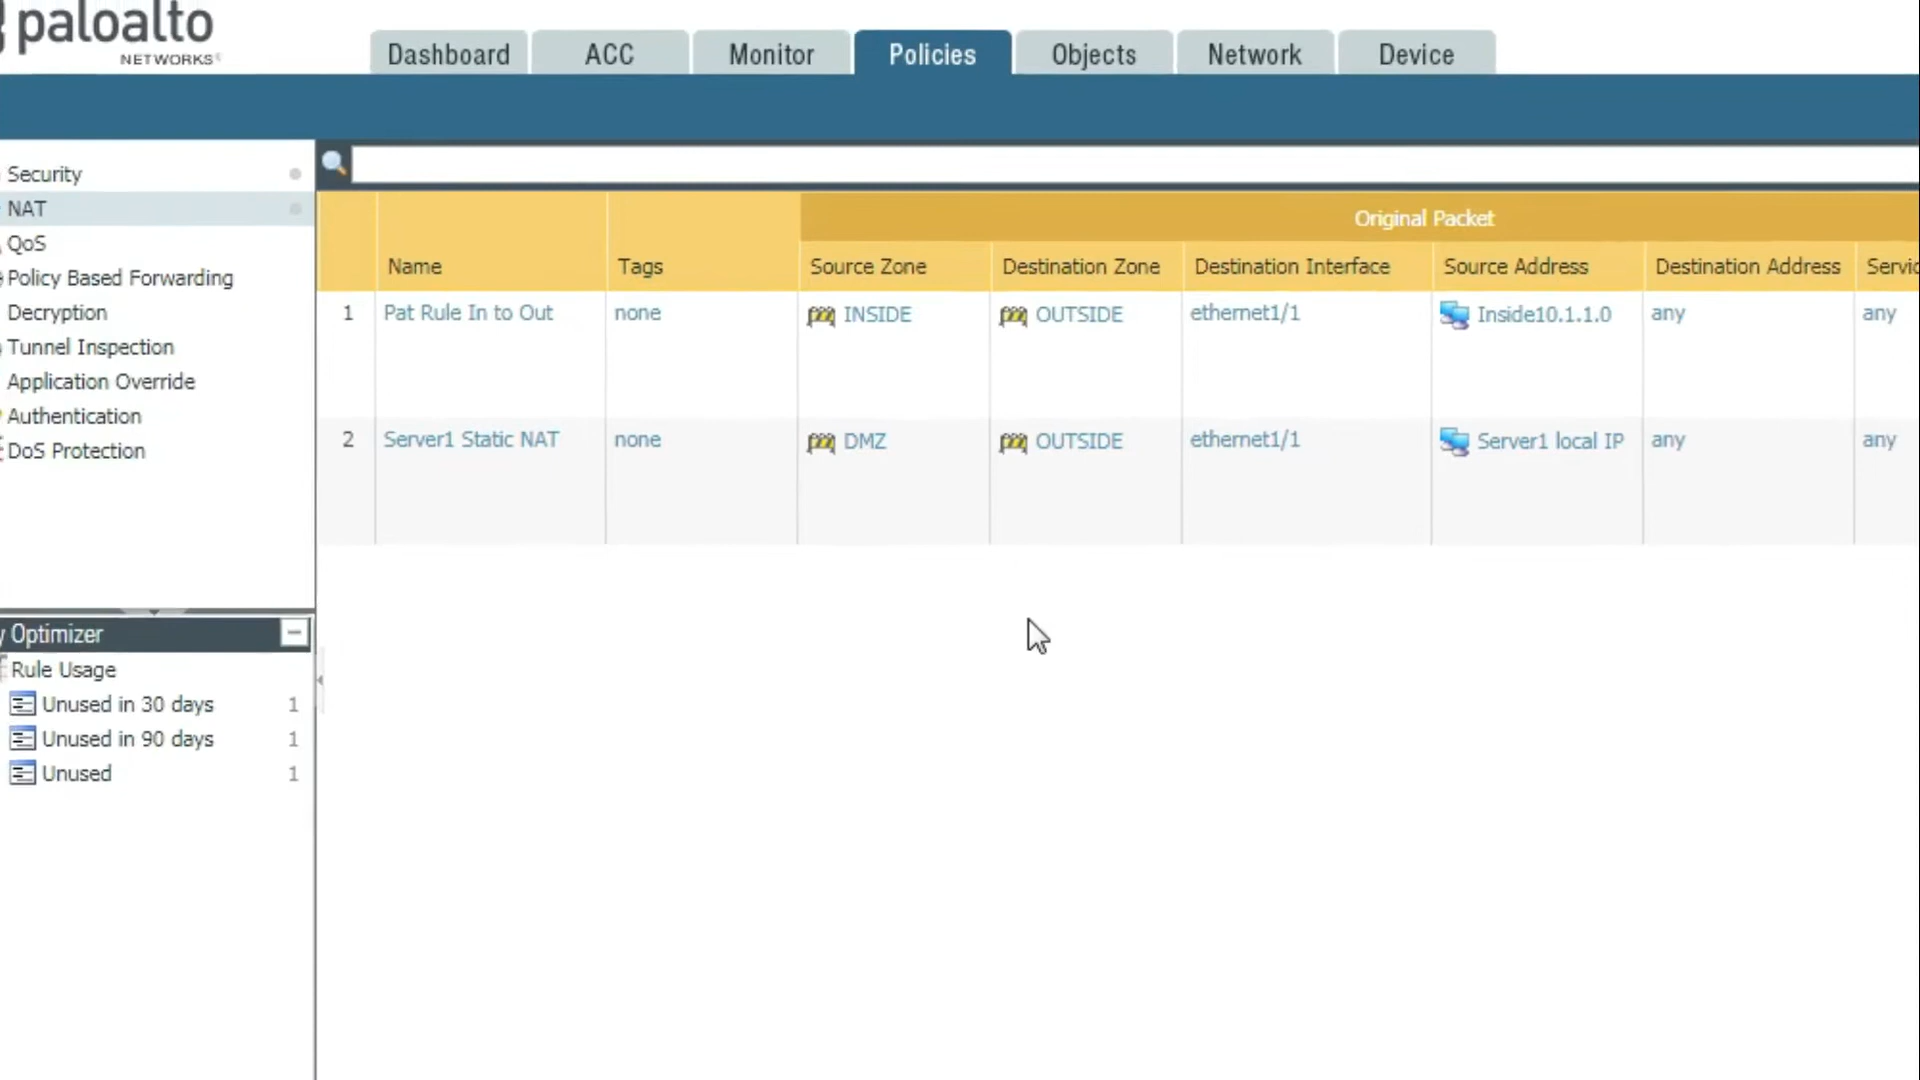 paloalto
NETWORKS
Dashboard ACC Monitor Policies Objects Network Device
Security
NAT
QoS
Policy Based Forwarding
Decryption
Tunnel Inspection
Application Override
Authentication
DoS Protection
Original Packet
Name Tags Source Zone Destination Zone Destination Interface Source Address Destination Address Servic
1 Pat Rule In to Out none INSIDE OUTSIDE ethernet1/1 Inside10.1.1.0 any any
2 Server1 Static NAT none DMZ OUTSIDE ethernet1/1 Server1 local IP any any
y Optimizer
Rule Usage
Unused in 30 days 1
Unused in 90 days 1
Unused 1